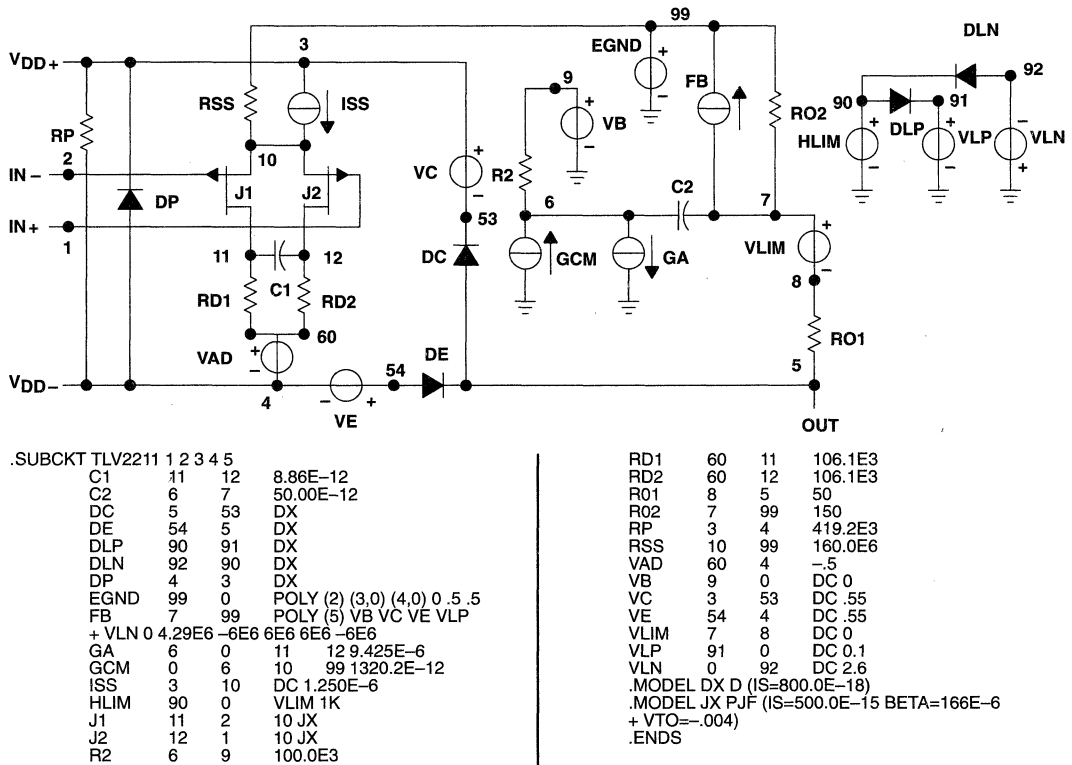 99
DLN
3
EGND
+
92
VDD+
9
FB
+
90
91
RSS
ISS
VB
RO2
DLP
HLIM
VLP
VLN
RP
2
10
IN −
J1
J2
VC
+
R2
C2
DP
6
7
IN+
1
53
VLIM
DC
GCM
GA
11
12
C1
8
RD1
RD2
60
RO1
VAD
DE
54
5
VDD−
4
− +
VE
OUT
.SUBCKT TLV2211 1 2 3 4 5
C1 11 12 8.86E−12
C2 6 7 50.00E−12
DC 5 53 DX
DE 54 5 DX
DLP 90 91 DX
DLN 92 90 DX
DP 4 3 DX
EGND 99 0 POLY (2) (3,0) (4,0) 0 .5 .5
FB 7 99 POLY (5) VB VC VE VLP
+ VLN 0 4.29E6 −6E6 6E6 6E6 −6E6
GA 6 0 11 12 9.425E−6
GCM 0 6 10 99 1320.2E−12
ISS 3 10 DC 1.250E−6
HLIM 90 0 VLIM 1K
J1 11 2 10 JX
J2 12 1 10 JX
R2 6 9 100.0E3
RD1 60 11 106.1E3
RD2 60 12 106.1E3
R01 8 5 50
R02 7 99 150
RP 3 4 419.2E3
RSS 10 99 160.0E6
VAD 60 4 −.5
VB 9 0 DC 0
VC 3 53 DC .55
VE 54 4 DC .55
VLIM 7 8 DC 0
VLP 91 0 DC 0.1
VLN 0 92 DC 2.6
.MODEL DX D (IS=800.0E−18)
.MODEL JX PJF (IS=500.0E−15 BETA=166E−6
+ VTO=−.004)
.ENDS